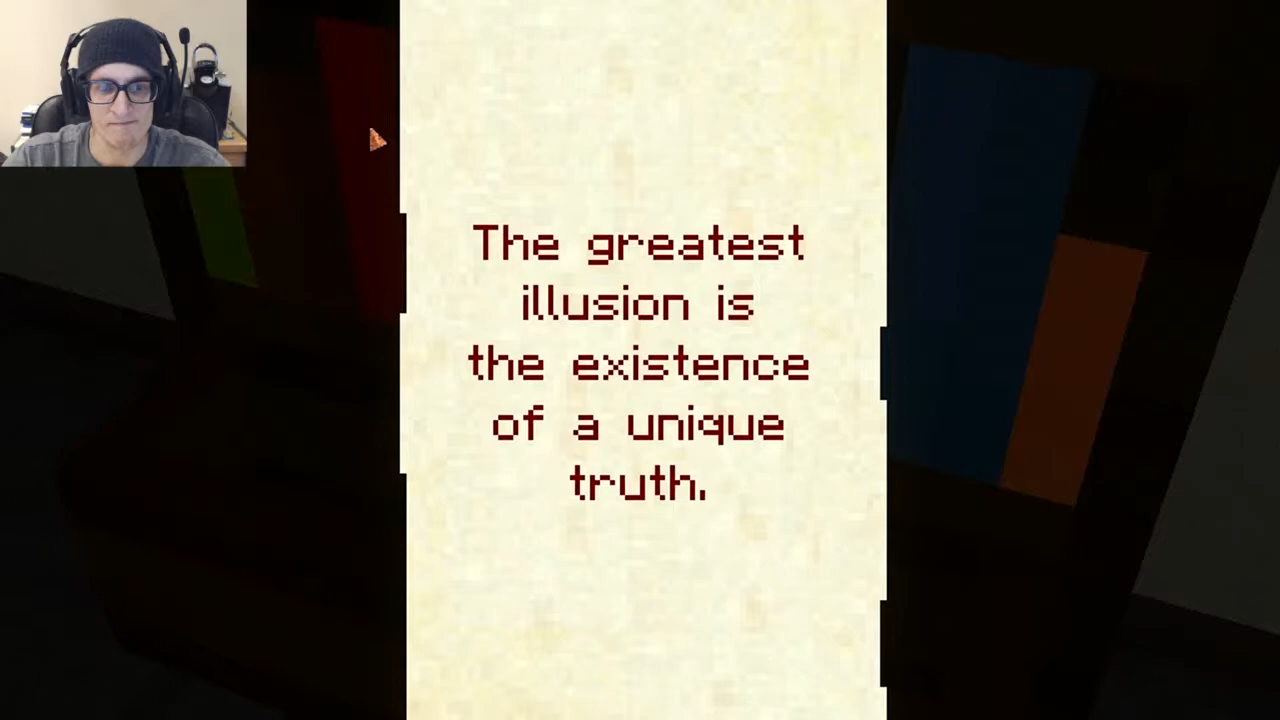 The greatest
illusion is
the existence
of a unique
truth.